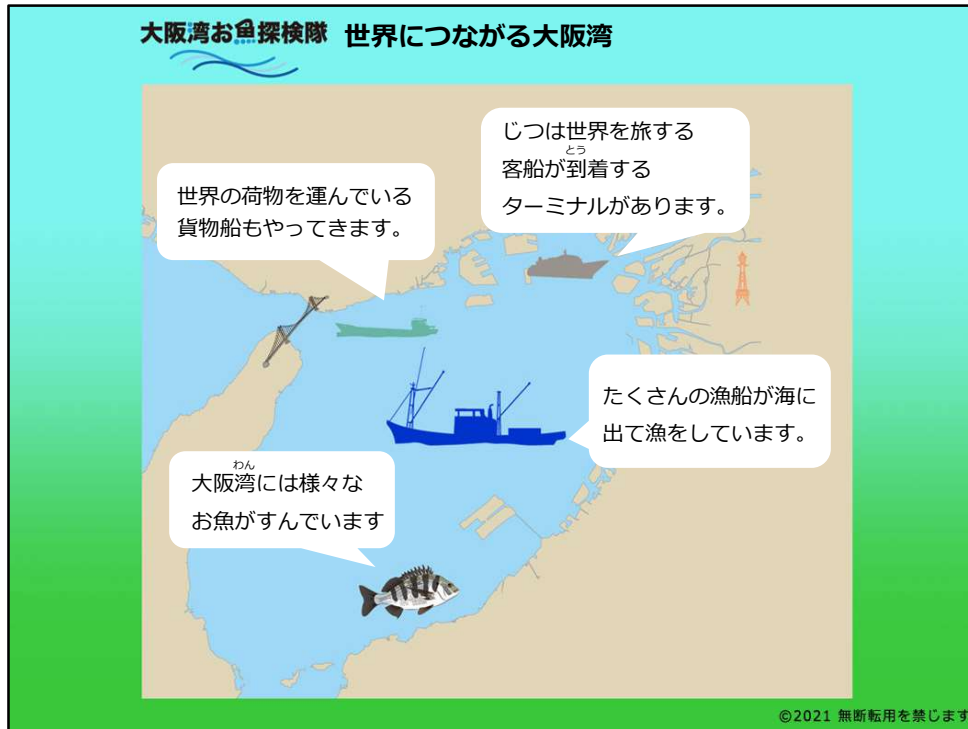 大阪湾お魚探検隊 世界につながる大阪湾
じつは世界を旅する
とう
客船が到着する
ターミナルがあります。
世界の荷物を運んでいる
貨物船もやってきます。
たくさんの漁船が海に
出て漁をしています。
わん
大阪湾には様々な
お魚がすんでいます
©2021 無断転用を禁じます